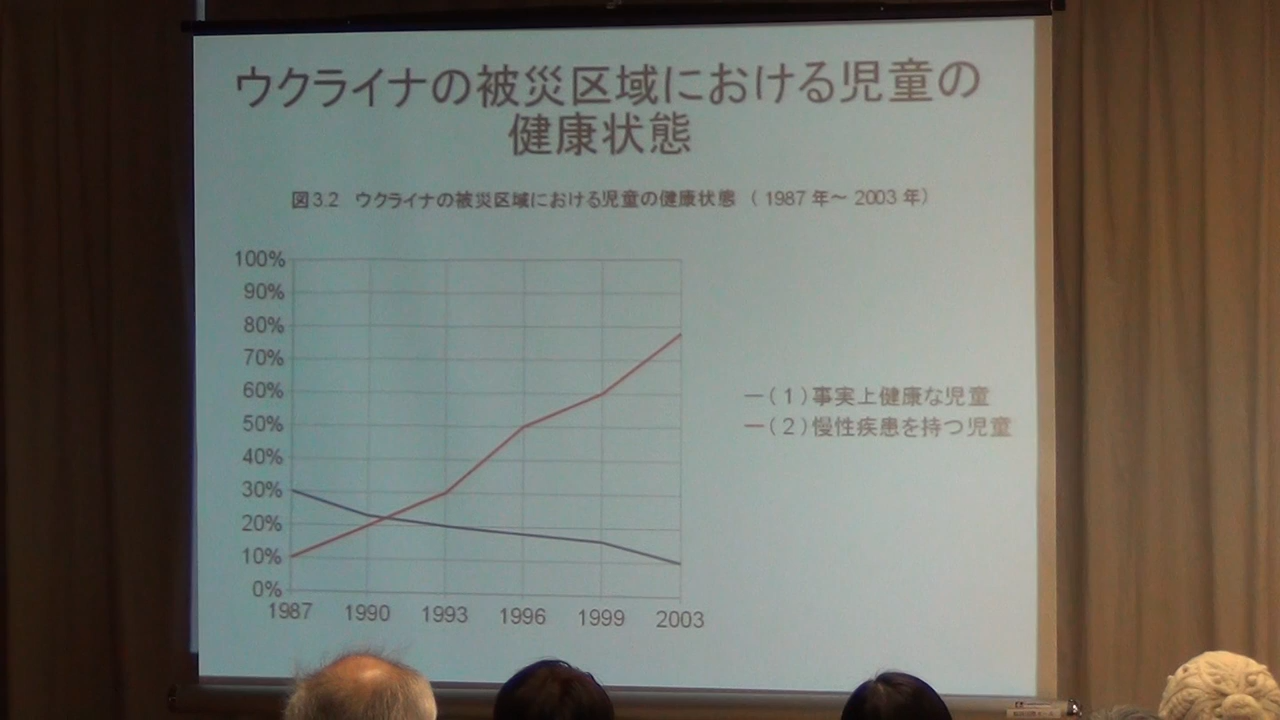 ウクライナの被災区域における児童の
健康状態
図3.2 ウクライナの被災区域における児童の健康状態 （1987年～2003年）
100%
90%
80%
70%
60%
50%
40%
30%
20%
10%
0%
1987 1990 1993 1996 1999 2003
ー（1）事実上健康な児童
ー（2）慢性疾患を持つ児童